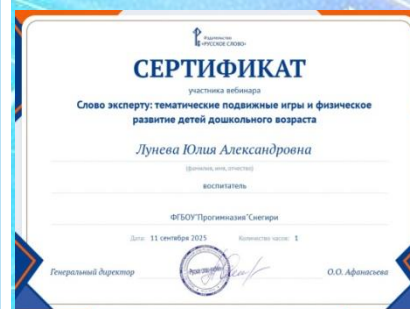 Издательство
«РУССКОЕ СЛОВО»
СЕРТИФИКАТ
участника вебинара
Слово эксперту: тематические подвижные игры и физическое
развитие детей дошкольного возраста
Лунева Юлия Александровна
(фамилия, имя, отчество)
воспитатель
ФГБОУ"Прогимназия"Снегири
Дата: 11 сентября 2025 Количество часов: 1
Генеральный директор О.О. Афанасьева